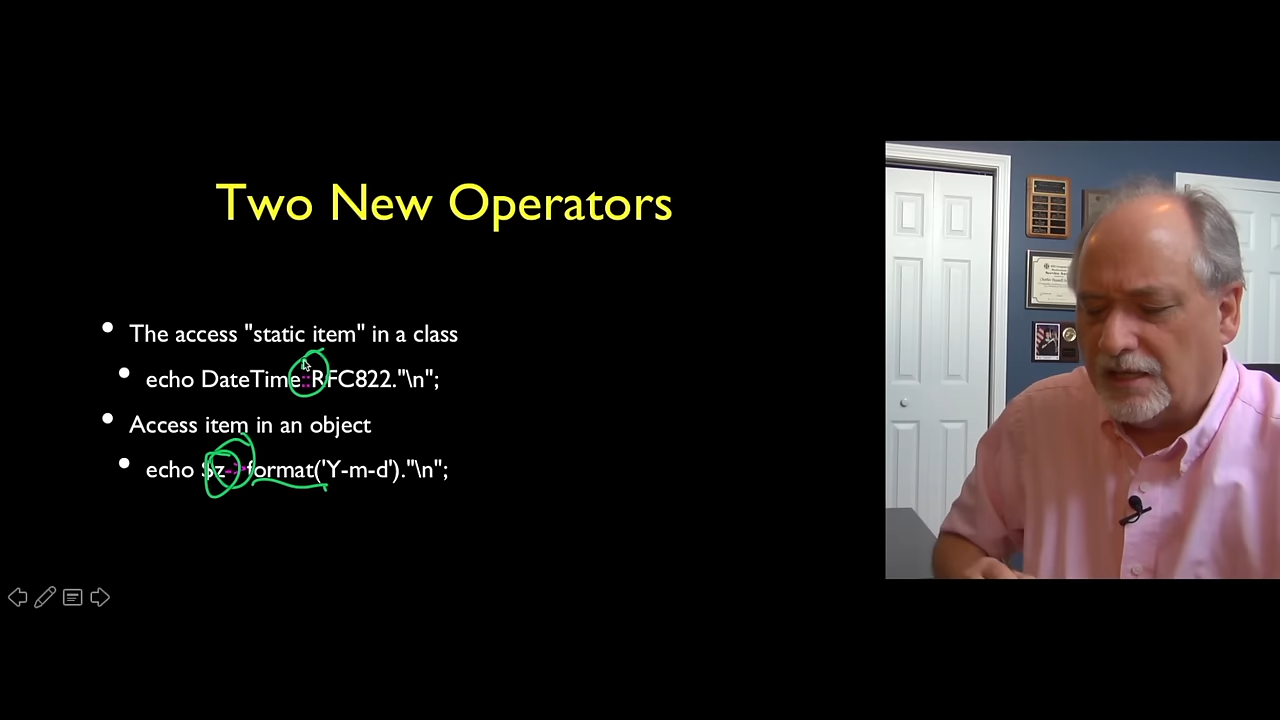 Two New Operators
• The access "static item" in a class
• echo DateTime::RFC822."\n";
• Access item in an object
• echo $z->format('Y-m-d')."\n";